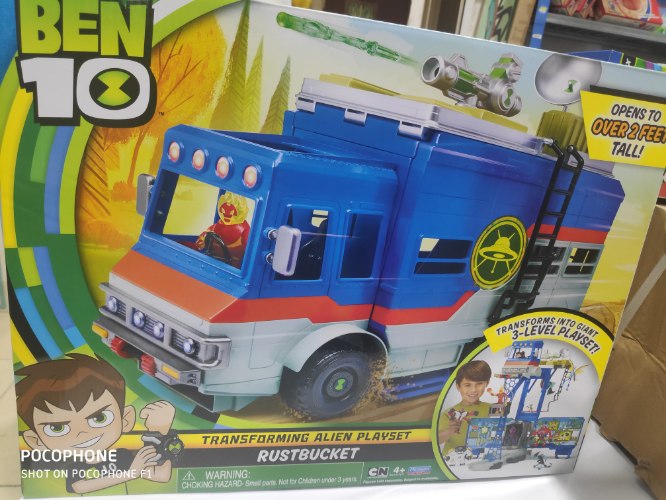 BEN
10
™
OPENS TO
OVER 2 FEET
TALL!
TRANSFORMS INTO GIANT
3-LEVEL PLAYSET!
TRANSFORMING ALIEN PLAYSET
RUSTBUCKET
WARNING:
CHOKING HAZARD- Small parts. Not for Children under 3 years.
CN 4+
POCOPHONE
SHOT ON POCOPHONE F1